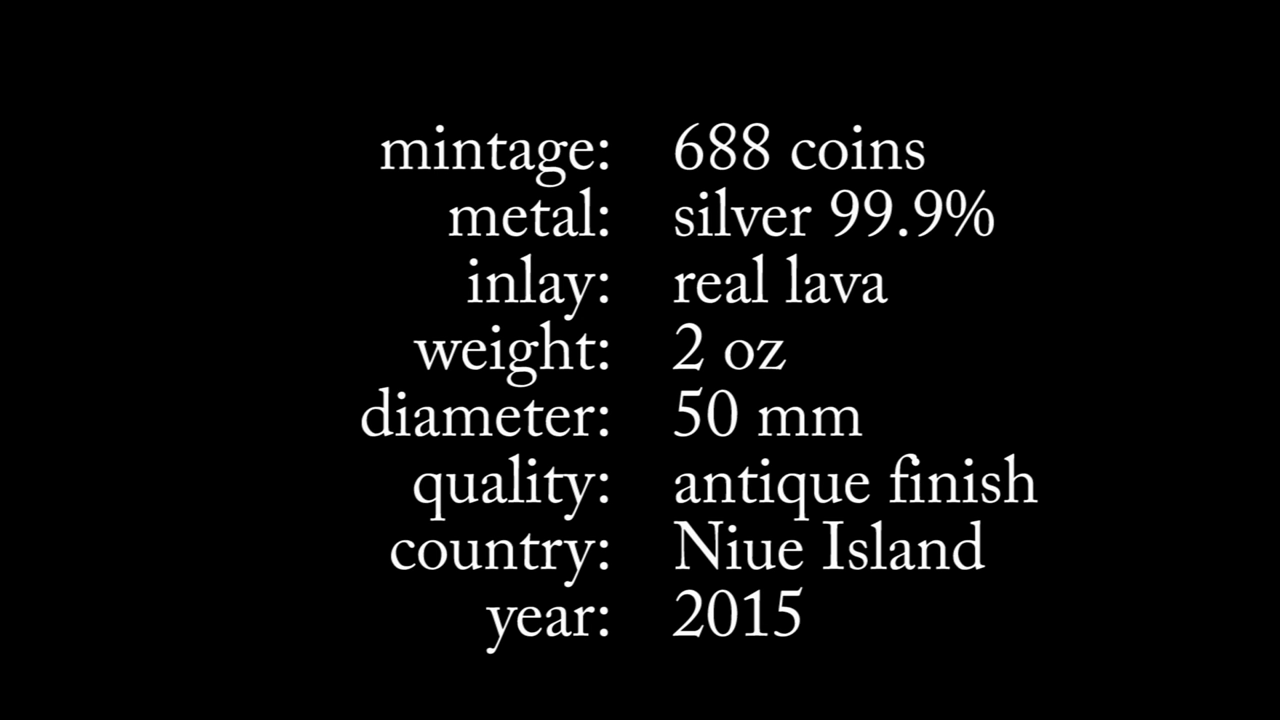 mintage: 688 coins
metal: silver 99.9%
inlay: real lava
weight: 2 oz
diameter: 50 mm
quality: antique finish
country: Niue Island
year: 2015